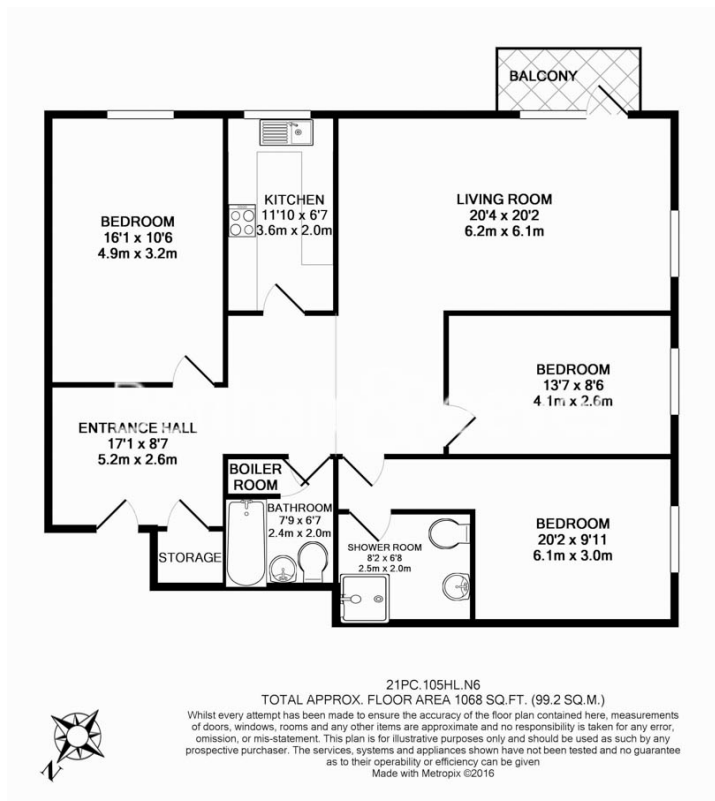 BALCONY
BEDROOM
16'1 x 10'6
4.9m x 3.2m
KITCHEN
11'10 x 6'7
3.6m x 2.0m
LIVING ROOM
20'4 x 20'2
6.2m x 6.1m
BEDROOM
13'7 x 8'6
4.1m x 2.6m
ENTRANCE HALL
17'1 x 8'7
5.2m x 2.6m
BOILER
ROOM
BATHROOM
7'9 x 6'7
2.4m x 2.0m
STORAGE
SHOWER ROOM
8'2 x 6'8
2.5m x 2.0m
BEDROOM
20'2 x 9'11
6.1m x 3.0m
N
21PC.105HL.N6
TOTAL APPROX. FLOOR AREA 1068 SQ.FT. (99.2 SQ.M.)
Whilst every attempt has been made to ensure the accuracy of the floor plan contained here, measurements
of doors, windows, rooms and any other items are approximate and no responsibility is taken for any error,
omission, or mis-statement. This plan is for illustrative purposes only and should be used as such by any
prospective purchaser. The services, systems and appliances shown have not been tested and no guarantee
as to their operability or efficiency can be given
Made with Metropix ©2016